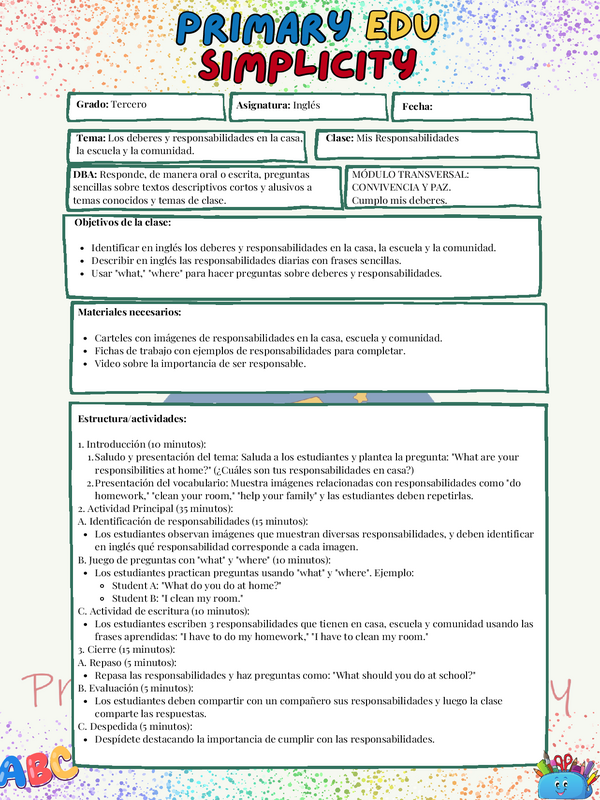 PRIMARY EDU
SIMPLICITY
Grado: Tercero
Asignatura: Inglés
Fecha:
Tema: Los deberes y responsabilidades en la casa,
la escuela y la comunidad.
Clase: Mis Responsabilidades
DBA: Responde, de manera oral o escrita, preguntas
sencillas sobre textos descriptivos cortos y alusivos a
temas conocidos y temas de clase.
MÓDULO TRANSVERSAL:
CONVIVENCIA Y PAZ.
Cumplo mis deberes.
Objetivos de la clase:
• Identificar en inglés los deberes y responsabilidades en la casa, la escuela y la comunidad.
• Describir en inglés las responsabilidades diarias con frases sencillas.
• Usar "what," "where" para hacer preguntas sobre deberes y responsabilidades.
Materiales necesarios:
• Carteles con imágenes de responsabilidades en la casa, escuela y comunidad.
• Fichas de trabajo con ejemplos de responsabilidades para completar.
• Video sobre la importancia de ser responsable.
Estructura/actividades:
1. Introducción (10 minutos):
1. Saludo y presentación del tema: Saluda a los estudiantes y plantea la pregunta: "What are your
responsibilities at home?" (¿Cuáles son tus responsabilidades en casa?)
2. Presentación del vocabulario: Muestra imágenes relacionadas con responsabilidades como "do
homework," "clean your room," "help your family" y las estudiantes deben repetirlas.
2. Actividad Principal (35 minutos):
A. Identificación de responsabilidades (15 minutos):
• Los estudiantes observan imágenes que muestran diversas responsabilidades, y deben identificar
en inglés qué responsabilidad corresponde a cada imagen.
B. Juego de preguntas con "what" y "where" (10 minutos):
• Los estudiantes practican preguntas usando "what" y "where". Ejemplo:
◦ Student A: "What do you do at home?"
◦ Student B: "I clean my room."
C. Actividad de escritura (10 minutos):
• Los estudiantes escriben 3 responsabilidades que tienen en casa, escuela y comunidad usando las
frases aprendidas: "I have to do my homework," "I have to clean my room."
3. Cierre (15 minutos):
A. Repaso (5 minutos):
• Repasa las responsabilidades y haz preguntas como: "What should you do at school?"
B. Evaluación (5 minutos):
• Los estudiantes deben compartir con un compañero sus responsabilidades y luego la clase
comparte las respuestas.
C. Despedida (5 minutos):
• Despídete destacando la importancia de cumplir con las responsabilidades.
ABC